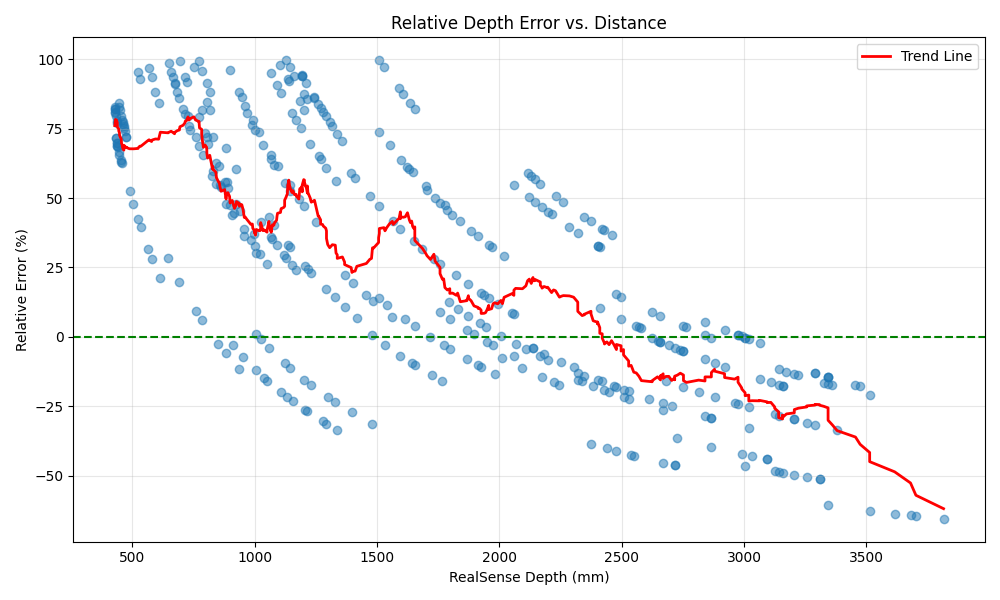 Relative Depth Error vs. Distance
Trend Line
Relative Error (%)
100
75
50
25
0
−25
−50
500 1000 1500 2000 2500 3000 3500
RealSense Depth (mm)